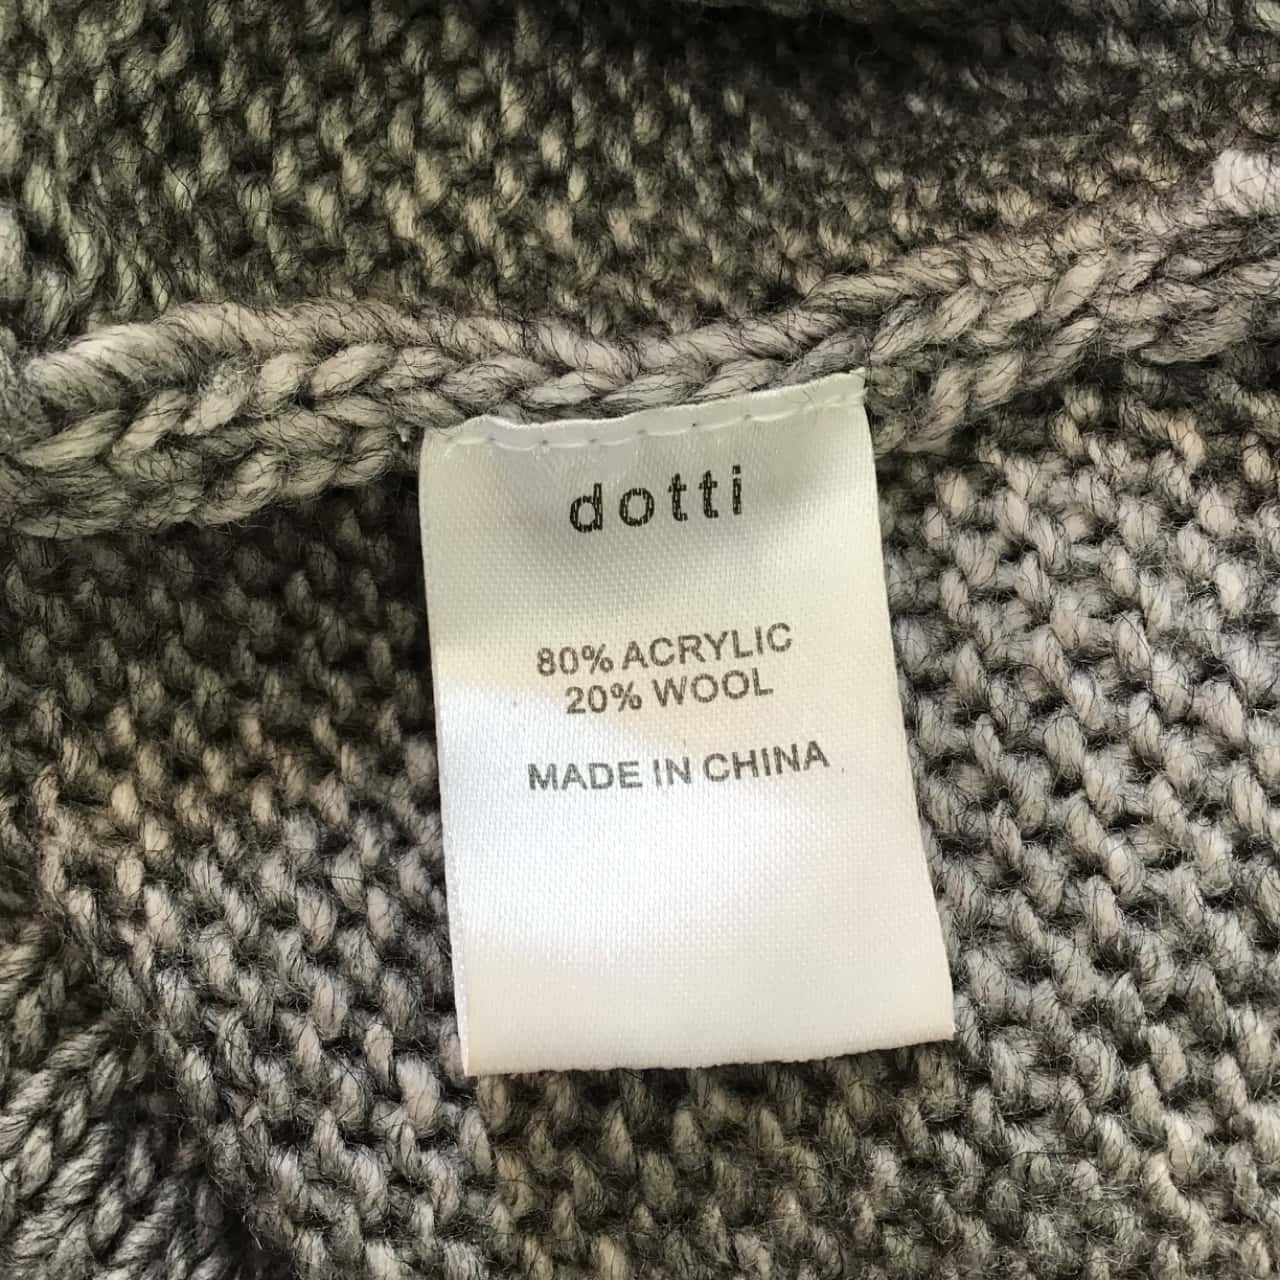 dotti
80% ACRYLIC
20% WOOL
MADE IN CHINA